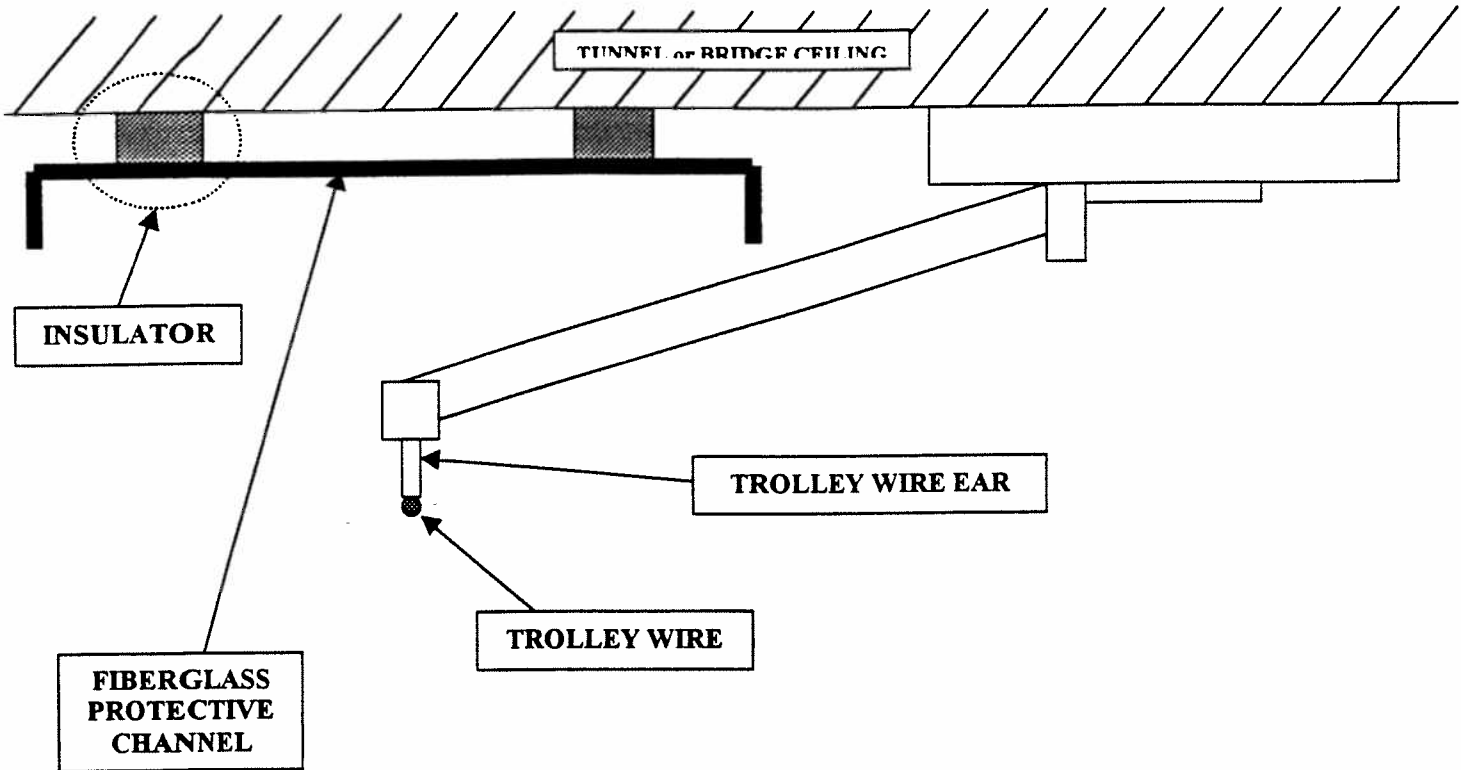 TUNNEL or BRIDGE CEILING
INSULATOR
TROLLEY WIRE EAR
TROLLEY WIRE
FIBERGLASS
PROTECTIVE
CHANNEL